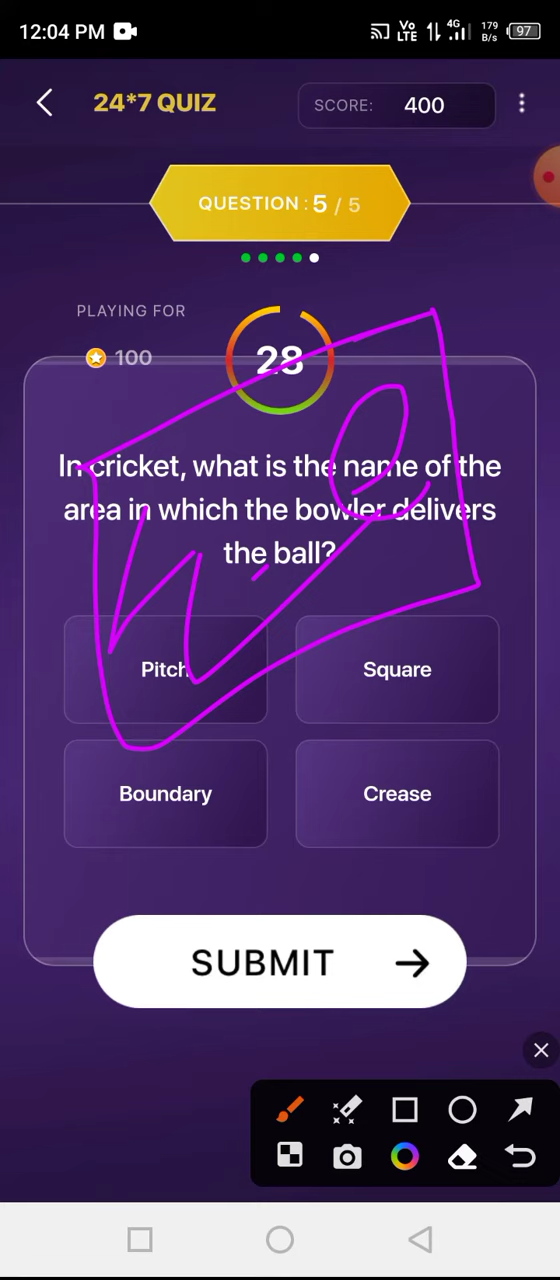 12:04 PM Vo LTE 4G 179 B/s 97
24*7 QUIZ SCORE: 400
QUESTION : 5 / 5
PLAYING FOR
100 28
In cricket, what is the name of the
area in which the bowler delivers
the ball?
Pitch Square
Boundary Crease
SUBMIT